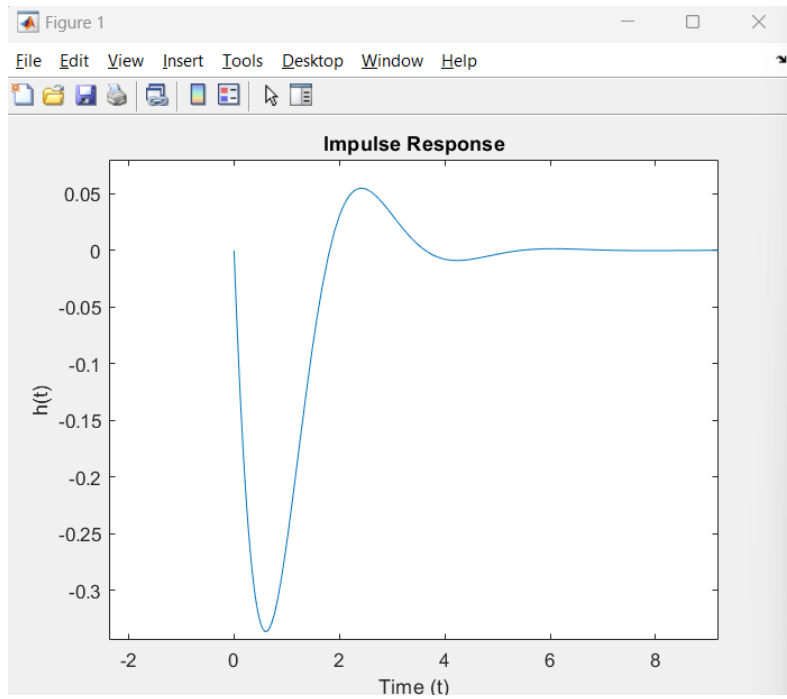 Figure 1
File Edit View Insert Tools Desktop Window Help
Impulse Response
0.05
0
-0.05
-0.1
-0.15
-0.2
-0.25
-0.3
h(t)
-2 0 2 4 6 8
Time (t)